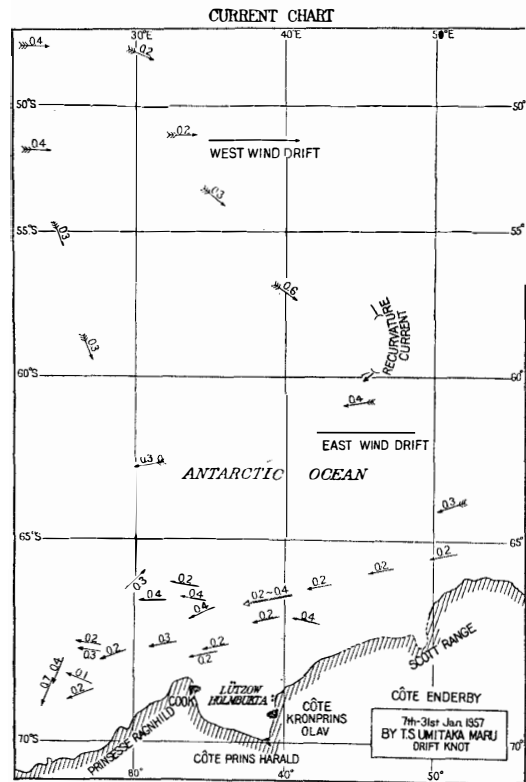 CURRENT CHART
30°E 40°E 50°E
0.4
0.2
50°S 50°S
0.2
0.4
WEST WIND DRIFT
0.3
55°S 55°S
0.3
0.6
RECURVATURE
CURRENT
0.3
60°S 60°S
0.4
EAST WIND DRIFT
0.3
ANTARCTIC OCEAN
0.3
65°S 65°S
0.2
0.2
0.3
0.2
0.2
0.2~0.4
0.4
0.4
0.4
0.2
0.4
0.2
0.3
0.2
0.3
0.2
0.2
0.4
0.1
0.7
0.2
SCOTT RANGE
LÜTZOW
HOLMBUKTA
COOK
CÔTE ENDERBY
CÔTE
KRONPRINS
OLAV
PRINSESSE RAGNHILD
CÔTE PRINS HARALD
7th-31st Jan. 1957
BY T.S UMITAKA MARU
DRIFT KNOT
70°S 70°S
30° 40° 50°